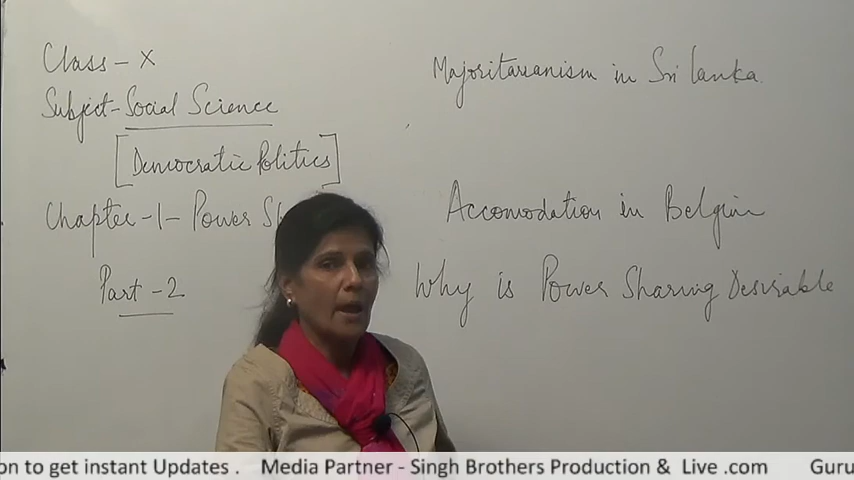 Class - X
Subject - Social Science
[Democratic Politics]
Chapter - 1 - Power Sh
Part - 2
Majoritarianism in Sri lanka.
Accomodation in Belgium
Why is Power Sharing Desirable
on to get instant Updates . Media Partner - Singh Brothers Production & Live .com Guru